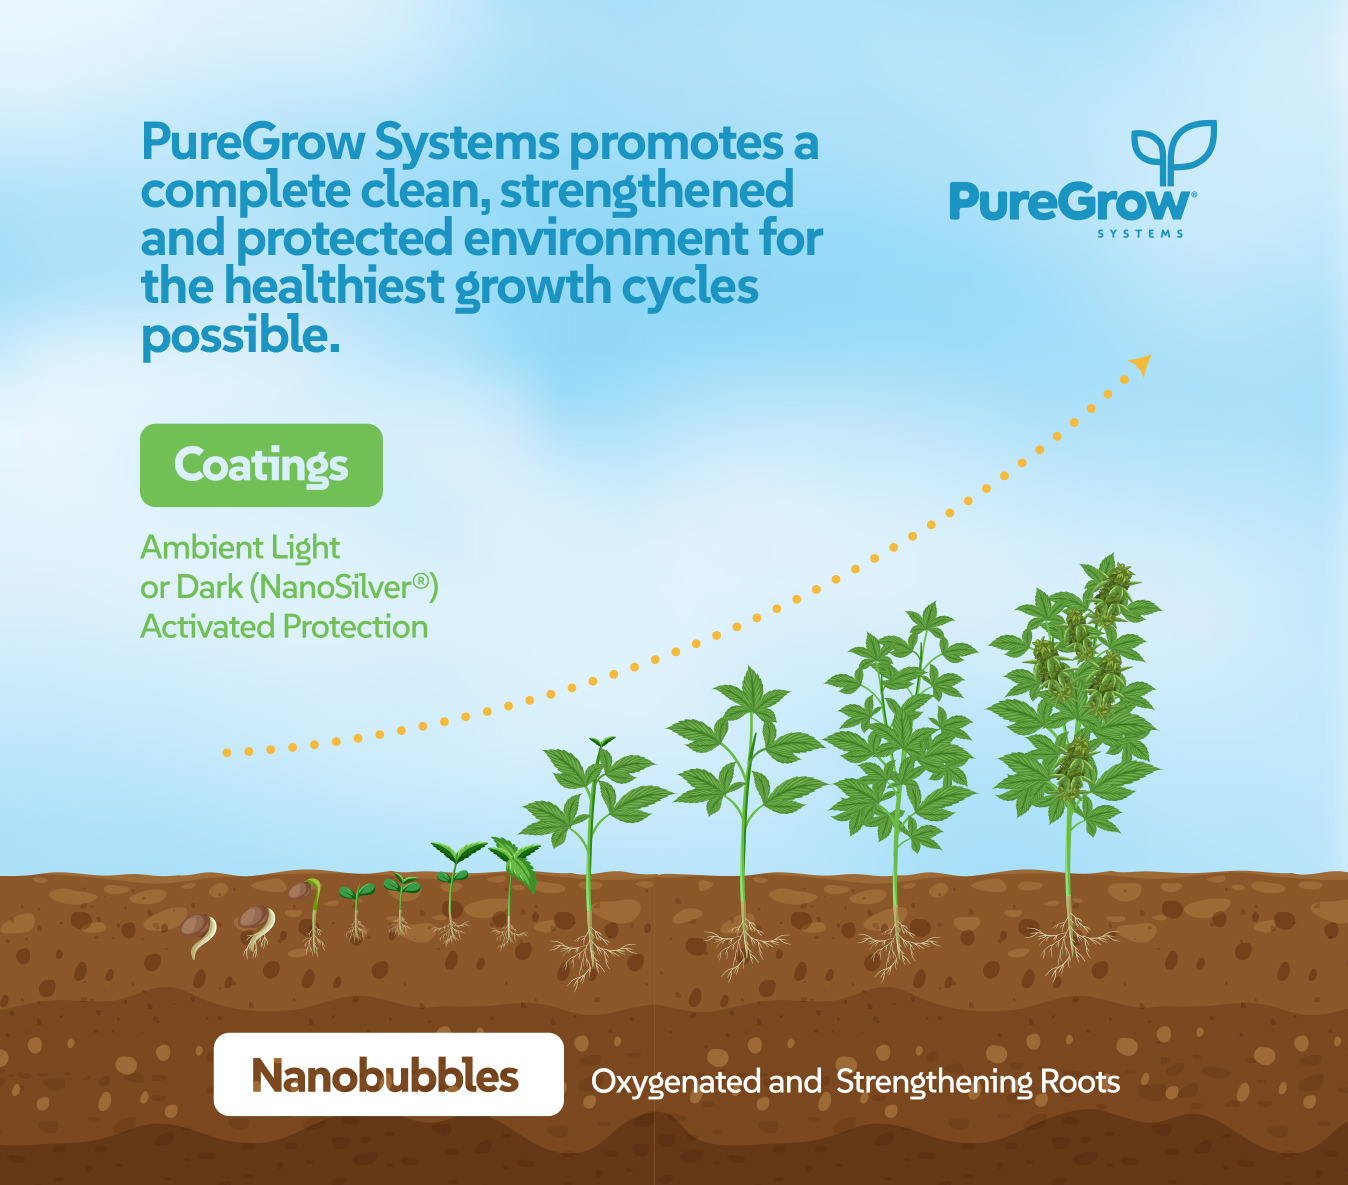 PureGrow Systems promotes a
complete clean, strengthened
and protected environment for
the healthiest growth cycles
possible.
PureGrow®
SYSTEMS
Coatings
Ambient Light
or Dark (NanoSilver®)
Activated Protection
Nanobubbles
Oxygenated and Strengthening Roots